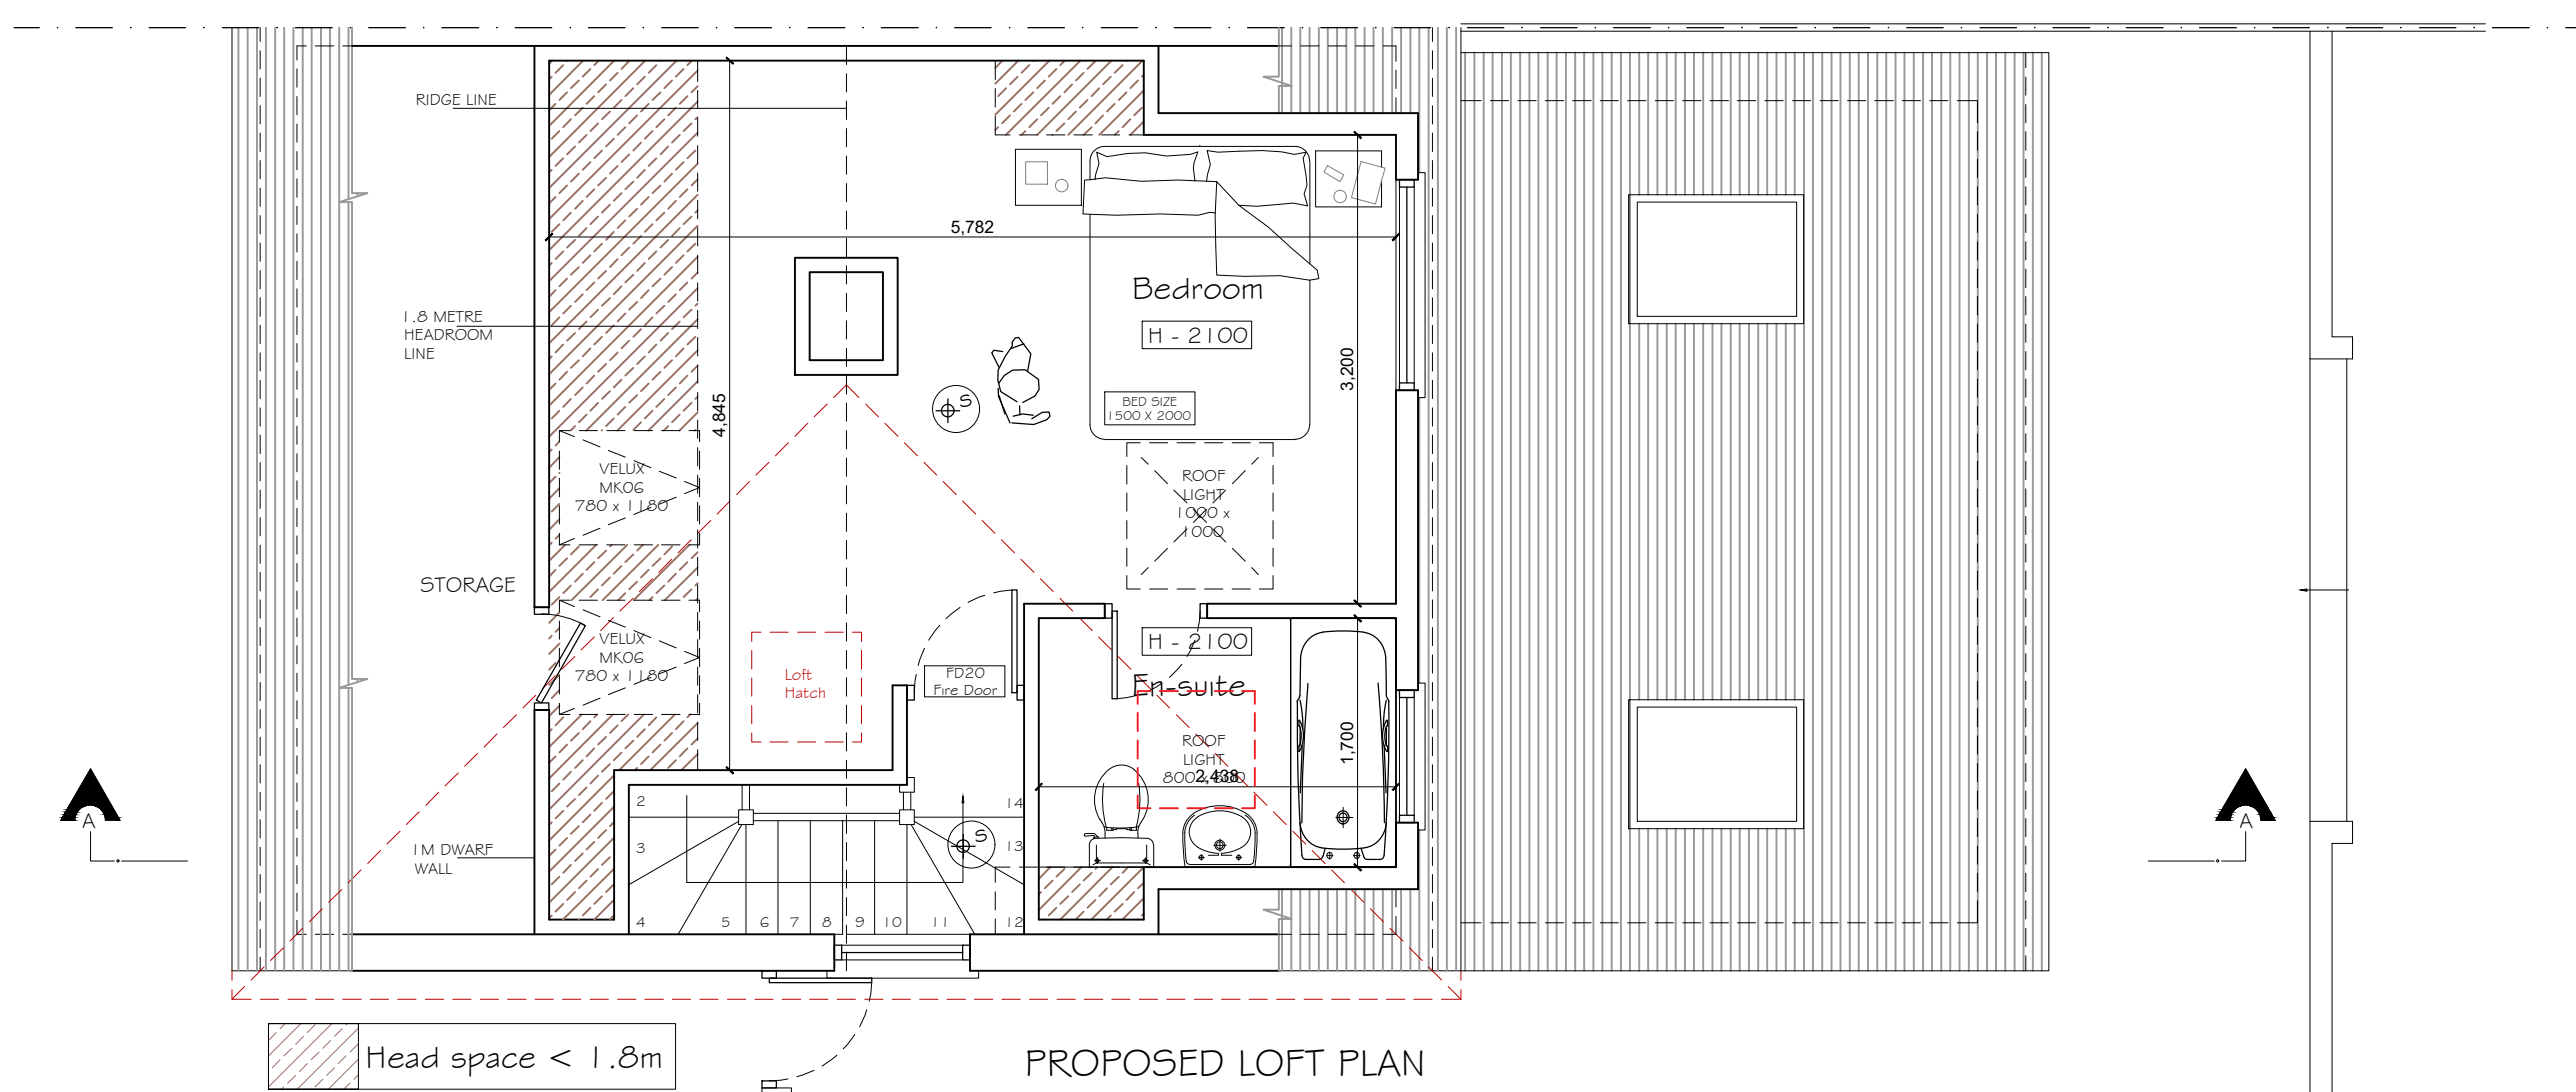 RIDGE LINE
5,782
Bedroom
H - 2100
1.8 METRE
HEADROOM
LINE
3,200
4,845
BED SIZE
1500 X 2000
S
VELUX
MK06
780 x 1180
ROOF
LIGHT
1000 x
1000
STORAGE
VELUX
MK06
780 x 1180
H - 2100
Loft
Hatch
FD20
Fire Door
En-suite
1,700
ROOF
LIGHT
2,438
A
A
1M DWARF
WALL
2
3
4
5
6
7
8
9
10
11
12
13
14
S
Head space < 1.8m
PROPOSED LOFT PLAN